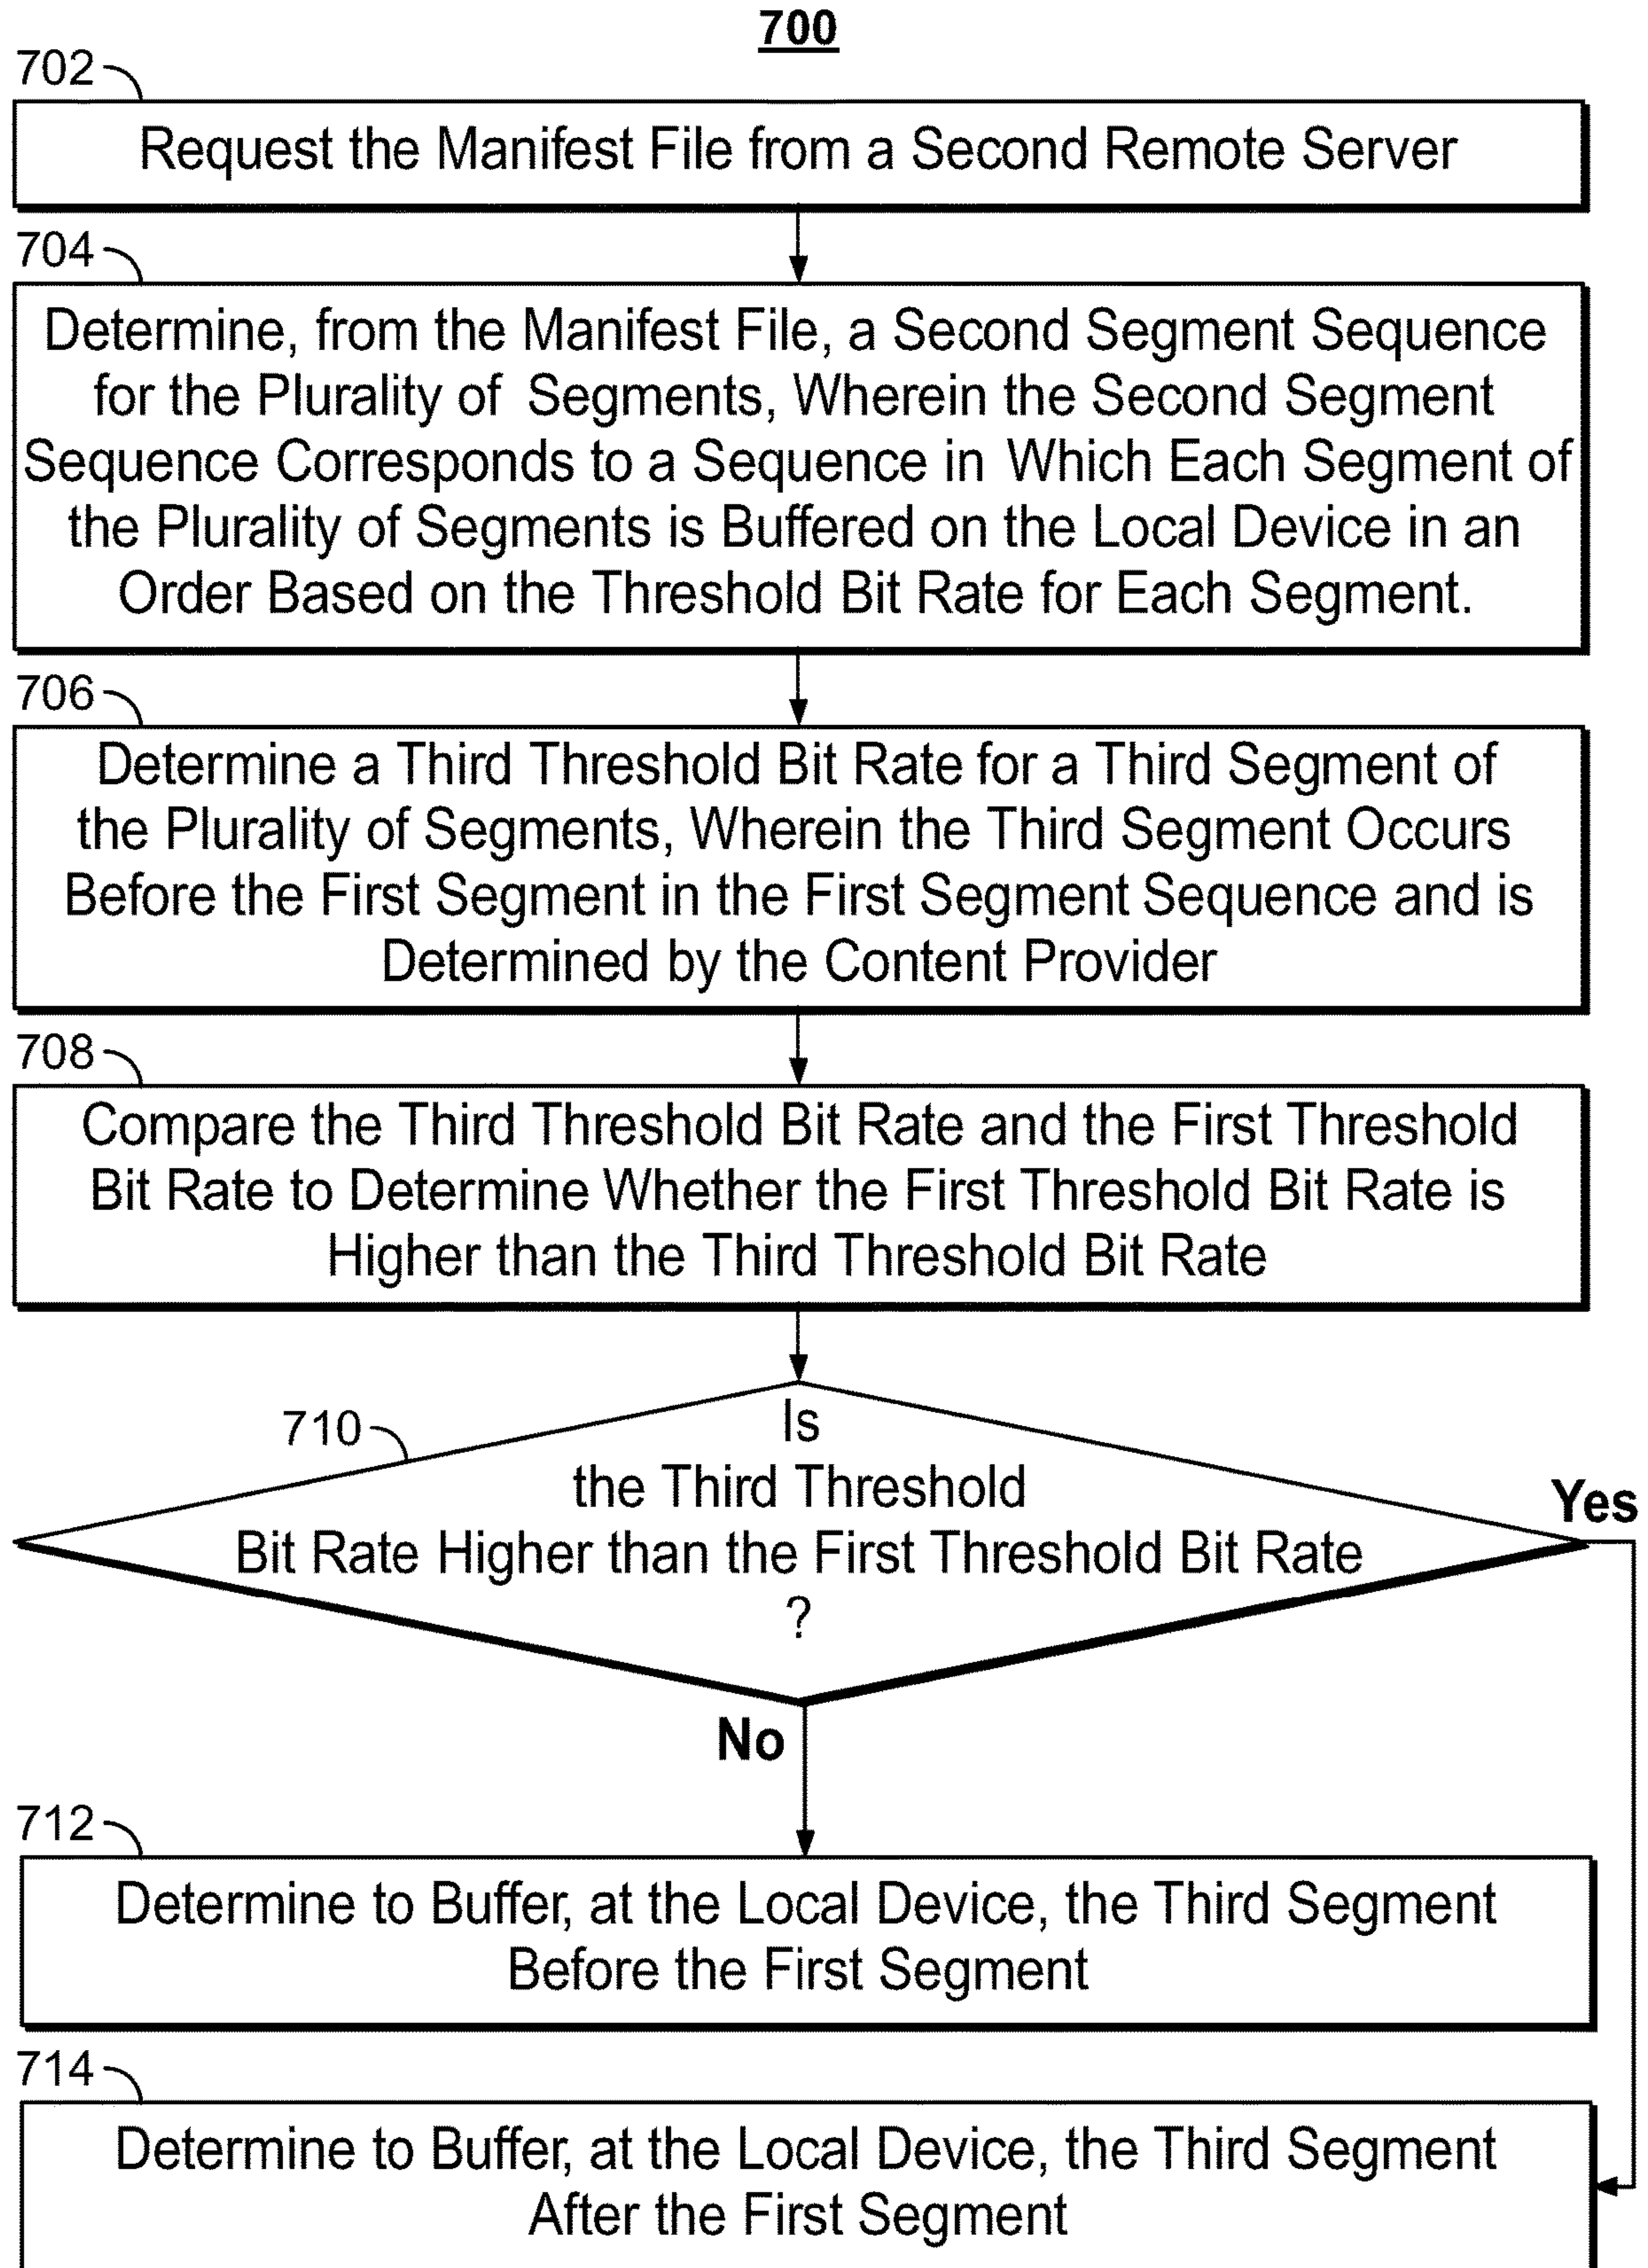 700
702
Request the Manifest File from a Second Remote Server
704
Determine, from the Manifest File, a Second Segment Sequence
for the Plurality of Segments, Wherein the Second Segment
Sequence Corresponds to a Sequence in Which Each Segment of
the Plurality of Segments is Buffered on the Local Device in an
Order Based on the Threshold Bit Rate for Each Segment.
706
Determine a Third Threshold Bit Rate for a Third Segment of
the Plurality of Segments, Wherein the Third Segment Occurs
Before the First Segment in the First Segment Sequence and is
Determined by the Content Provider
708
Compare the Third Threshold Bit Rate and the First Threshold
Bit Rate to Determine Whether the First Threshold Bit Rate is
Higher than the Third Threshold Bit Rate
710
Is
the Third Threshold
Bit Rate Higher than the First Threshold Bit Rate
?
Yes
No
712
Determine to Buffer, at the Local Device, the Third Segment
Before the First Segment
714
Determine to Buffer, at the Local Device, the Third Segment
After the First Segment